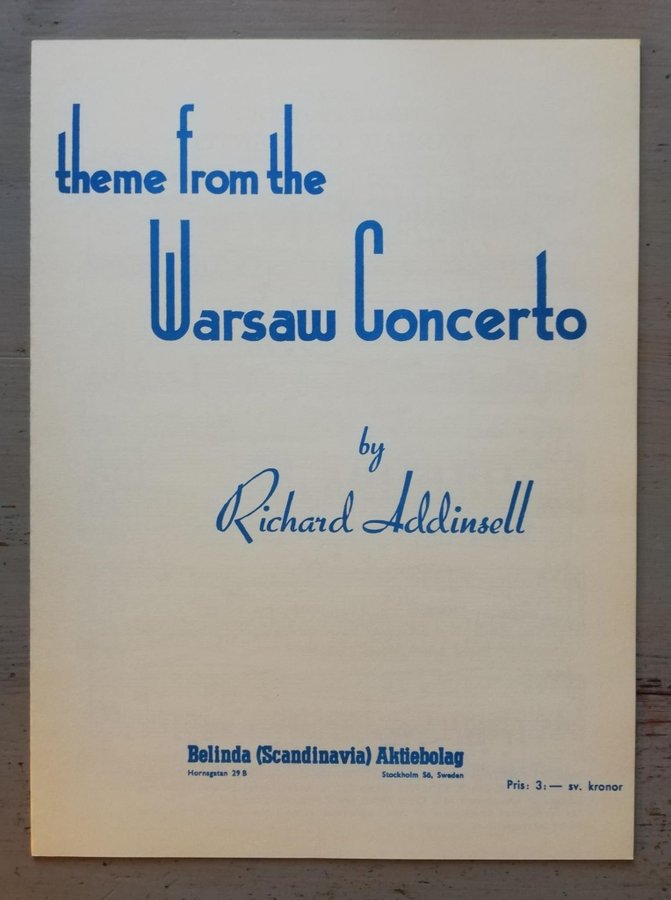 theme from the
Warsaw Concerto
by
Richard Addinsell
Belinda (Scandinavia) Aktiebolag
Hornsgatan 29 B Stockholm Sö, Sweden
Pris: 3:— sv. kronor